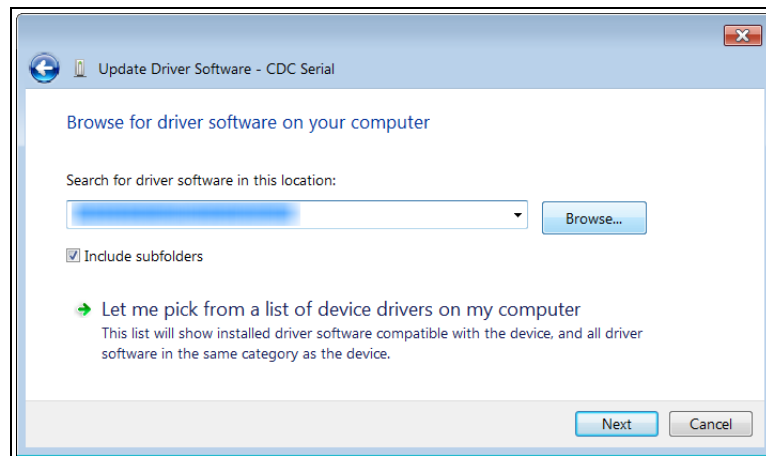 Update Driver Software - CDC Serial
Browse for driver software on your computer
Search for driver software in this location:
Browse...
Include subfolders
Let me pick from a list of device drivers on my computer
This list will show installed driver software compatible with the device, and all driver
software in the same category as the device.
Next
Cancel